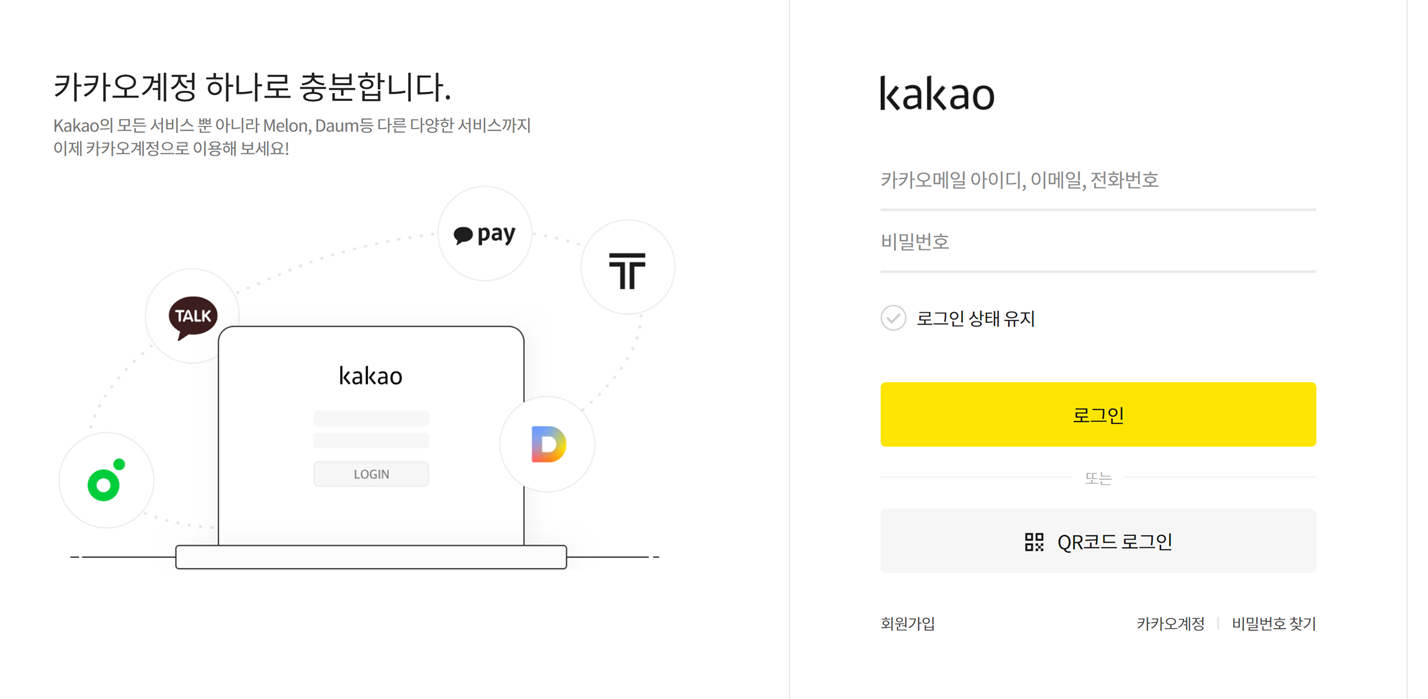 카카오계정 하나로 충분합니다.
Kakao의 모든 서비스 뿐 아니라 Melon, Daum등 다른 다양한 서비스까지
이제 카카오계정으로 이용해 보세요!
pay
T
TALK
kakao
D
LOGIN
kakao
카카오메일 아이디, 이메일, 전화번호
비밀번호
로그인 상태 유지
로그인
또는
QR코드 로그인
회원가입
카카오계정
비밀번호 찾기